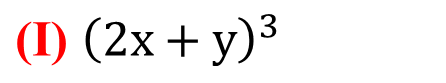 (I) (2x + y)³